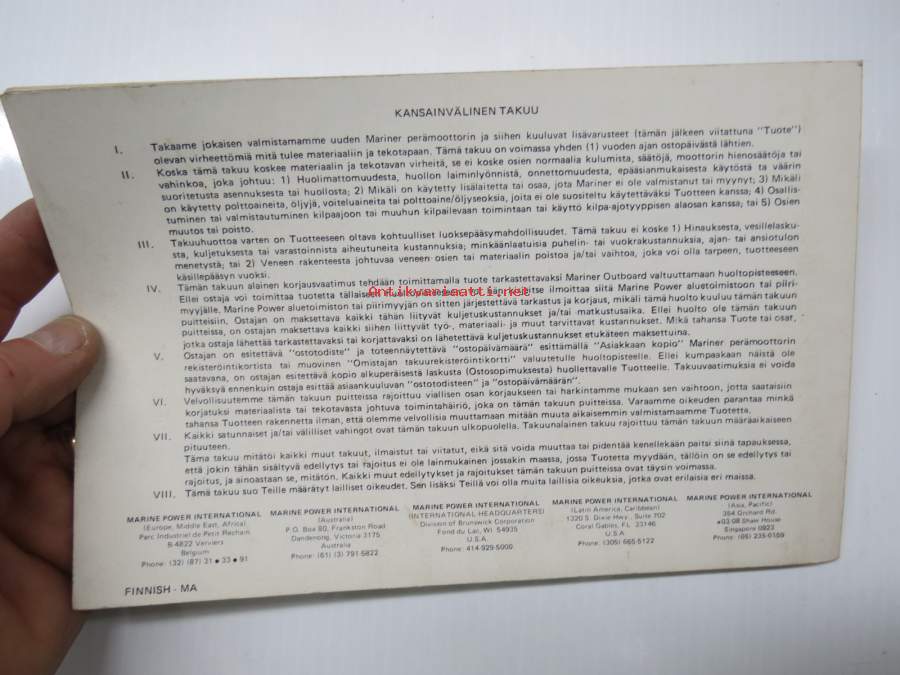 KANSAINVÄLINEN TAKUU
I. Takaamme jokaisen valmistamamme uuden Mariner perämoottorin ja siihen kuuluvat lisävarusteet (tämän jälkeen viitattuna "Tuote")
olevan virheettömiä mitä tulee materiaaliin ja tekotapaan. Tämä takuu on voimassa yhden (1) vuoden ajan ostopäivästä lähtien.
II. Koska tämä takuu koskee materiaalin ja tekotavan virheitä, se ei koske osien normaalia kulumista, säätöjä, moottorin hienosäätöja tai
vahinkoa, joka johtuu: 1) Huolimattomuudesta, huollon laiminlyönnistä, onnettomuudesta, epäasianmukaisesta käytöstä ta väärin
suoritetusta asennuksesta tai huollosta; 2) Mikäli on käytetty lisälaitetta tai osaa, jota Mariner ei ole valmistanut tai myynyt; 3) Mikäli
on käytetty polttoaineita, öljyjä, voiteluaineita tai polttoaine/öljyseoksia, joita ei ole suositeltu käytettäväksi Tuotteen kanssa; 4) Osallis-
tuminen tai valmistautuminen kilpaajoon tai muuhun kilpailevaan toimintaan tai käyttö kilpa-ajotyyppisen alaosan kanssa; tai 5) Osien
muutos tai poisto.
III. Takuuhuottoa varten on Tuotteeseen oltava kohtuulliset luoksepääsymahdollisuudet. Tämä takuu ei koske 1) Hinauksesta, vesillelasku-
sta, kuljetuksesta tai varastoinnista aiheutuneita kustannuksia; minkäänlaatuisia puhelin- tai vuokrakustannuksia, ajan- tai ansiotulon
menetystä; tai 2) Veneen rakenteesta johtuvaa veneen osien tai materiaalin poistoa ja/tai vaihtoa, joka voi olla tarpeen, tuotteeseen
käsillepääsyn vuoksi.
IV. Tämän takuun alainen korjausvaatimus tehdään toimittamalla tuote tarkastettavaksi Mariner Outboard valtuuttamaan huoltopisteeseen.
Ellei ostaja voi toimittaa tuotetta tällaiseen huoltopisteeseen, voi hän ilmoittaa siitä Marine Power aluetoimistoon tai piiri-
myyjälle. Marine Power aluetoimiston tai piirimyyjän on sitten järjestettävä tarkastus ja korjaus, mikäli tämä huolto kuuluu tämän takuun
puitteisiin. Ostajan on maksettava kaikki tähän liityvät kuljetuskustannukset ja/tai matkustusaika. Ellei huolto ole tämän takuun
puitteissa, on ostajan maksettava kaikki siihen liittyvät työ-, materiaali- ja muut tarvittavat kustannukset. Mikä tahansa Tuote tai osat,
jotka ostaja lähettää tarkastettavaksi tai korjattavaksi on lähetettävä kuljetuskustannukset etukäteen maksettuina.
V. Ostajan on esitettävä "ostotodiste" ja toteennäytettävä "ostopäivämäärä" esittämällä "Asiakkaan kopio" Mariner perämoottorin
rekisteröintikortista tai muovinen "Omistajan takuurekisteröintikortti" valuutetulle huoltopisteelle. Ellei kumpaakaan näistä ole
saatavana, on ostajan esitettävä kopio alkuperäisestä laskusta (Ostosopimuksesta) huollettavalle Tuotteelle. Takuuvaatimuksia ei voida
hyväksyä ennenkuin ostaja esittää asiaankuuluvan "ostotodisteen" ja "ostopäivämäärän".
VI. Velvollisuutemme tämän takuun puitteissa rajoittuu viallisen osan korjaukseen tai harkintamme mukaan sen vaihtoon, jotta saataisiin
korjatuksi materiaalista tai tekotavasta johtuva toimintahäiriö, joka on tämän takuun puitteissa. Varaamme oikeuden parantaa minkä
tahansa Tuotteen rakennetta ilman, että olemme velvollisia muuttamaan mitään muuta aikaisemmin valmistamaamme Tuotetta.
VII. Kaikki satunnaiset ja/tai välilliset vahingot ovat tämän takuun ulkopuolella. Takuunalainen takuu rajoittuu tämän takuun määräaikaiseen
pituuteen.
Tämä takuu mitätöi kaikki muut takuut, ilmaistut tai viitatut, eikä sitä voida muuttaa tai pidentää kenellekään paitsi siinä tapauksessa,
että jokin tähän sisältyvä edellytys tai rajoitus ei ole lainmukainen jossakin maassa, jossa Tuotetta myydään, tällöin on se edellytys tai
rajoitus, ja ainoastaan se, mitätön. Kaikki muut edellytykset ja rajoitukset tämän takuun puitteissa ovat täysin voimassa.
VIII. Tämä takuu suo Teille määrätyt lailliset oikeudet. Sen lisäksi Teillä voi olla muita laillisia oikeuksia, jotka ovat erilaisia eri maissa.
Antikvariaatti.net
MARINE POWER INTERNATIONAL
(Europe, Middle East, Africa)
Parc Industriel de Petit Rechain
B-4822 Verviers
Belgium
Phone: (32) (87) 31 • 33 • 91
MARINE POWER INTERNATIONAL
(Australia)
P.O. Box 80, Frankston Road
Dandenong, Victoria 3175
Australia
Phone: (61) (3) 791-5822
MARINE POWER INTERNATIONAL
(INTERNATIONAL HEADQUARTERS)
Division of Brunswick Corporation
Fond du Lac, WI 54935
U.S.A.
Phone: 414-929-5000
MARINE POWER INTERNATIONAL
(Latin America, Caribbean)
1320 S. Dixie Hwy., Suite 702
Coral Gables, FL 33146
U.S.A.
Phone: (305) 665-5122
MARINE POWER INTERNATIONAL
(Asia, Pacific)
354 Orchard Rd.
#03-08 Shaw House
Singapore 0923
Phone: (65) 235-0109
FINNISH - MA